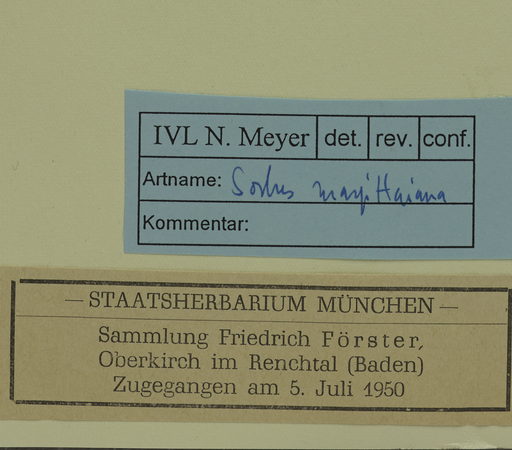 IVL N. Meyer det. rev. conf.
Artname: Sorbus margittaiana
Kommentar:
— STAATSHERBARIUM MÜNCHEN —
Sammlung Friedrich Förster,
Oberkirch im Renchtal (Baden)
Zugegangen am 5. Juli 1950